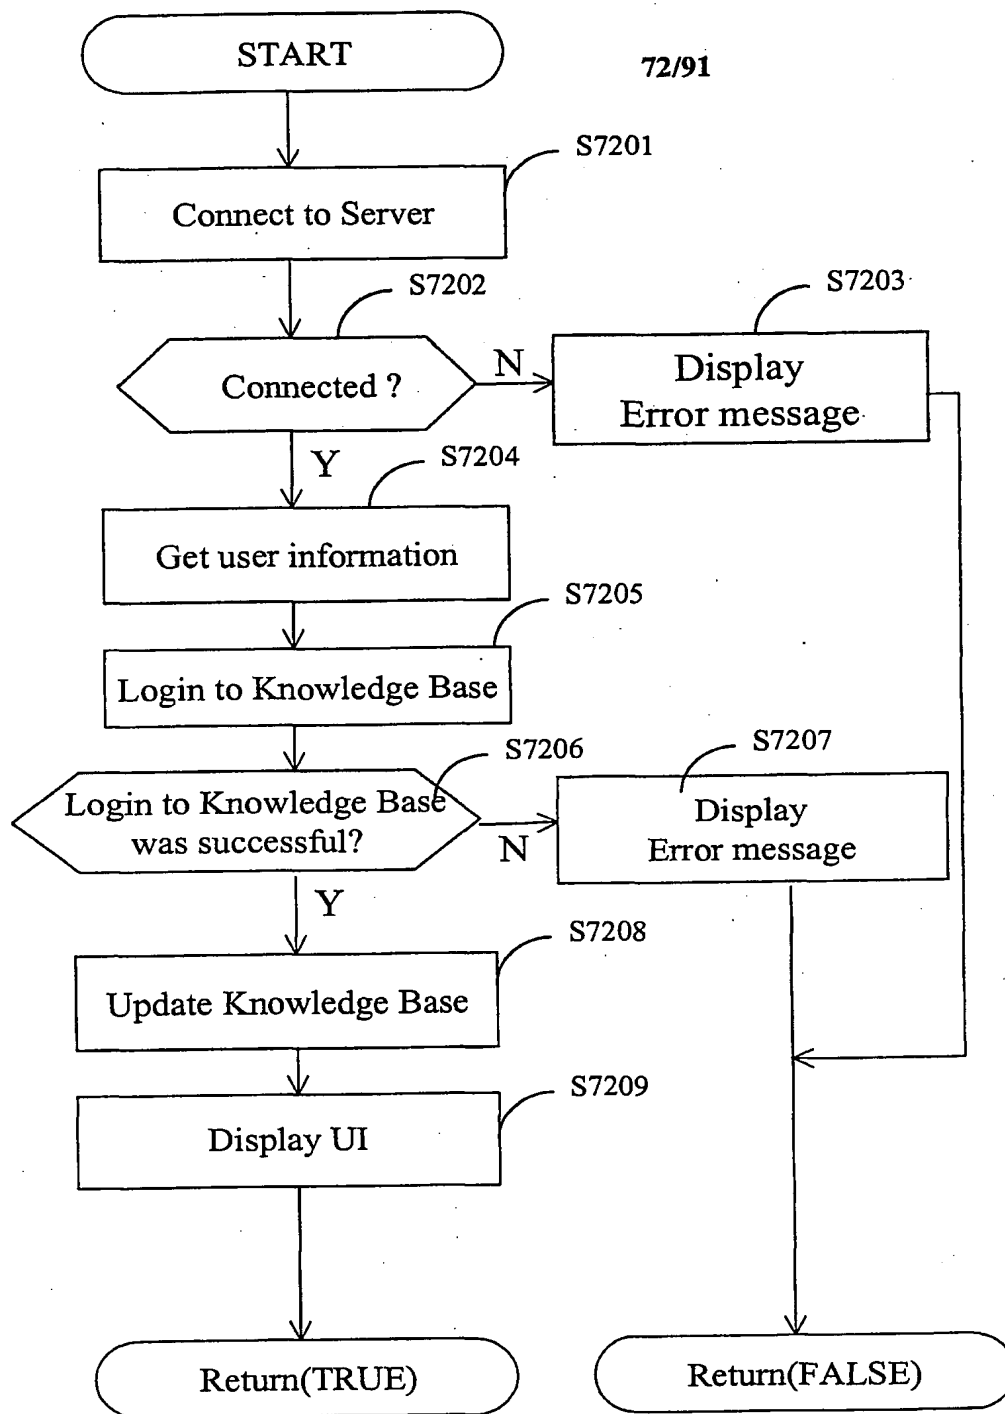 START
72/91
S7201
Connect to Server
S7202
S7203
Connected ?
N
Display
Error message
Y
S7204
Get user information
S7205
Login to Knowledge Base
S7206
S7207
Login to Knowledge Base
was successful?
N
Display
Error message
Y
S7208
Update Knowledge Base
S7209
Display UI
Return(TRUE)
Return(FALSE)